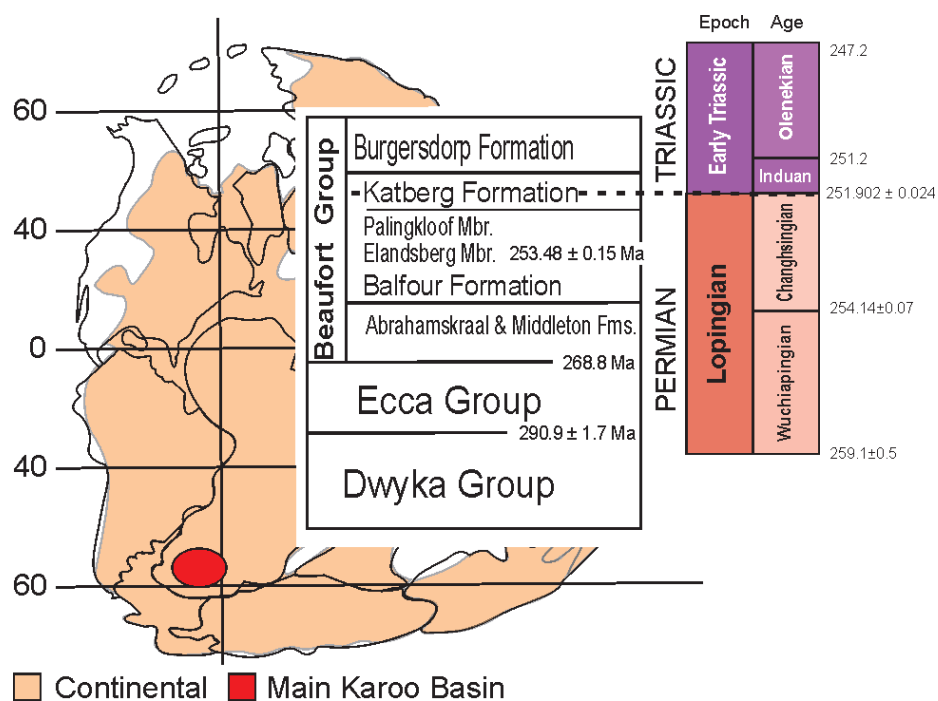 60
40
0
40
60
Beaufort Group
Burgersdorp Formation
Katberg Formation
Palingkloof Mbr.
Elandsberg Mbr. 253.48 ± 0.15 Ma
Balfour Formation
Abrahamskraal & Middleton Fms.
268.8 Ma
Ecca Group
290.9 ± 1.7 Ma
Dwyka Group
Epoch Age
TRIASSIC
Early Triassic
Olenekian
Induan
PERMIAN
Lopingian
Changhsingian
Wuchiapingian
247.2
251.2
251.902 ± 0.024
254.14±0.07
259.1±0.5
Continental
Main Karoo Basin